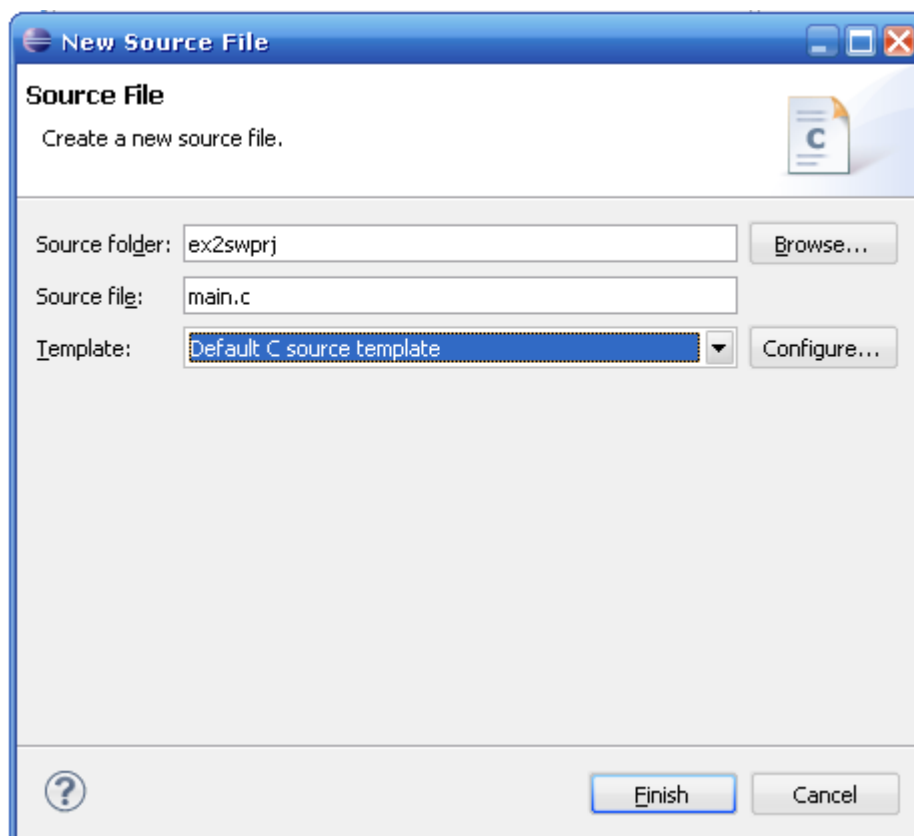 New Source File
Source File
Create a new source file.
C
Source folder: ex2swprj Browse...
Source file: main.c
Template: Default C source template Configure...
? Finish Cancel